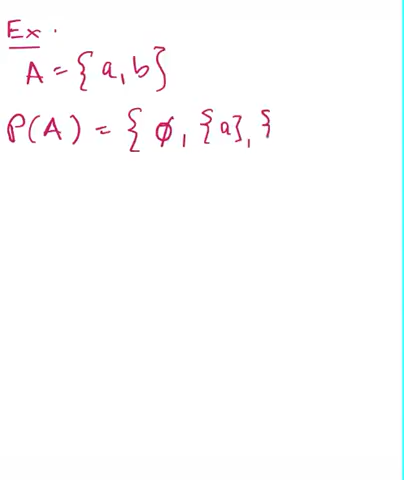 Ex.
A = { a, b }
P(A) = { ∅, {a}, {